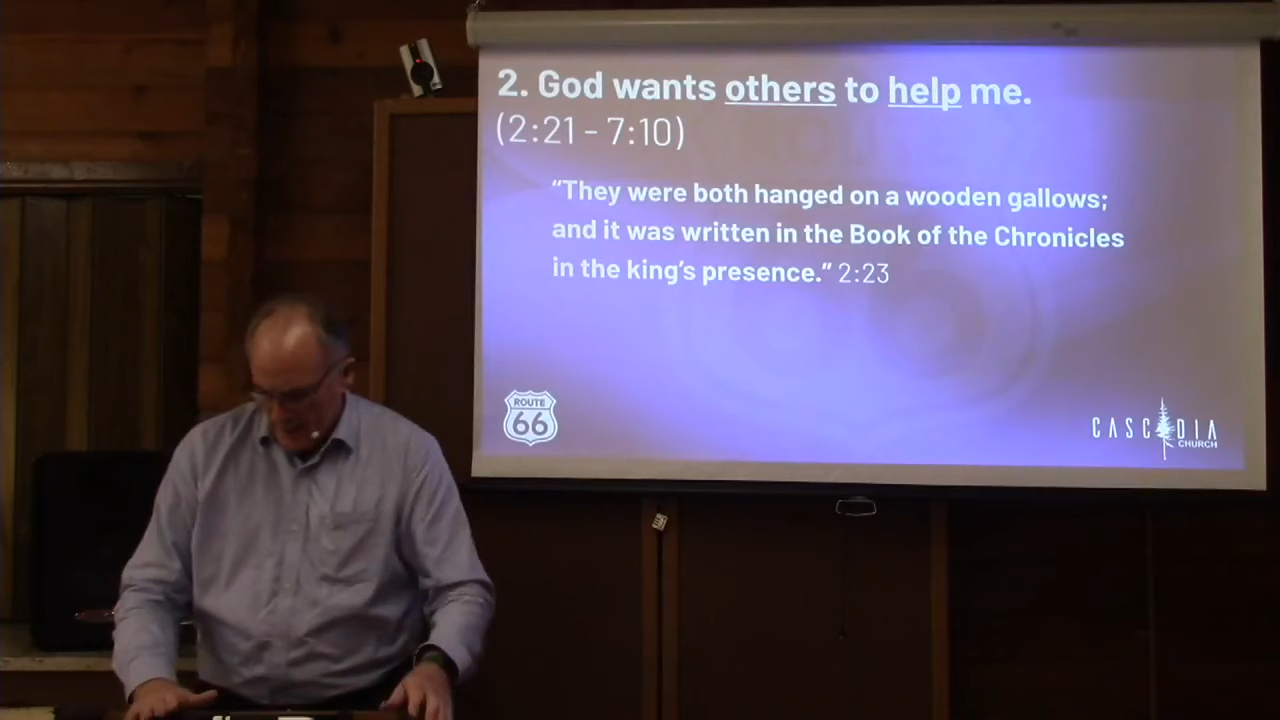 2. God wants others to help me.
(2:21 - 7:10)
“They were both hanged on a wooden gallows;
and it was written in the Book of the Chronicles
in the king’s presence.” 2:23
ROUTE
66
CASCADIA
CHURCH